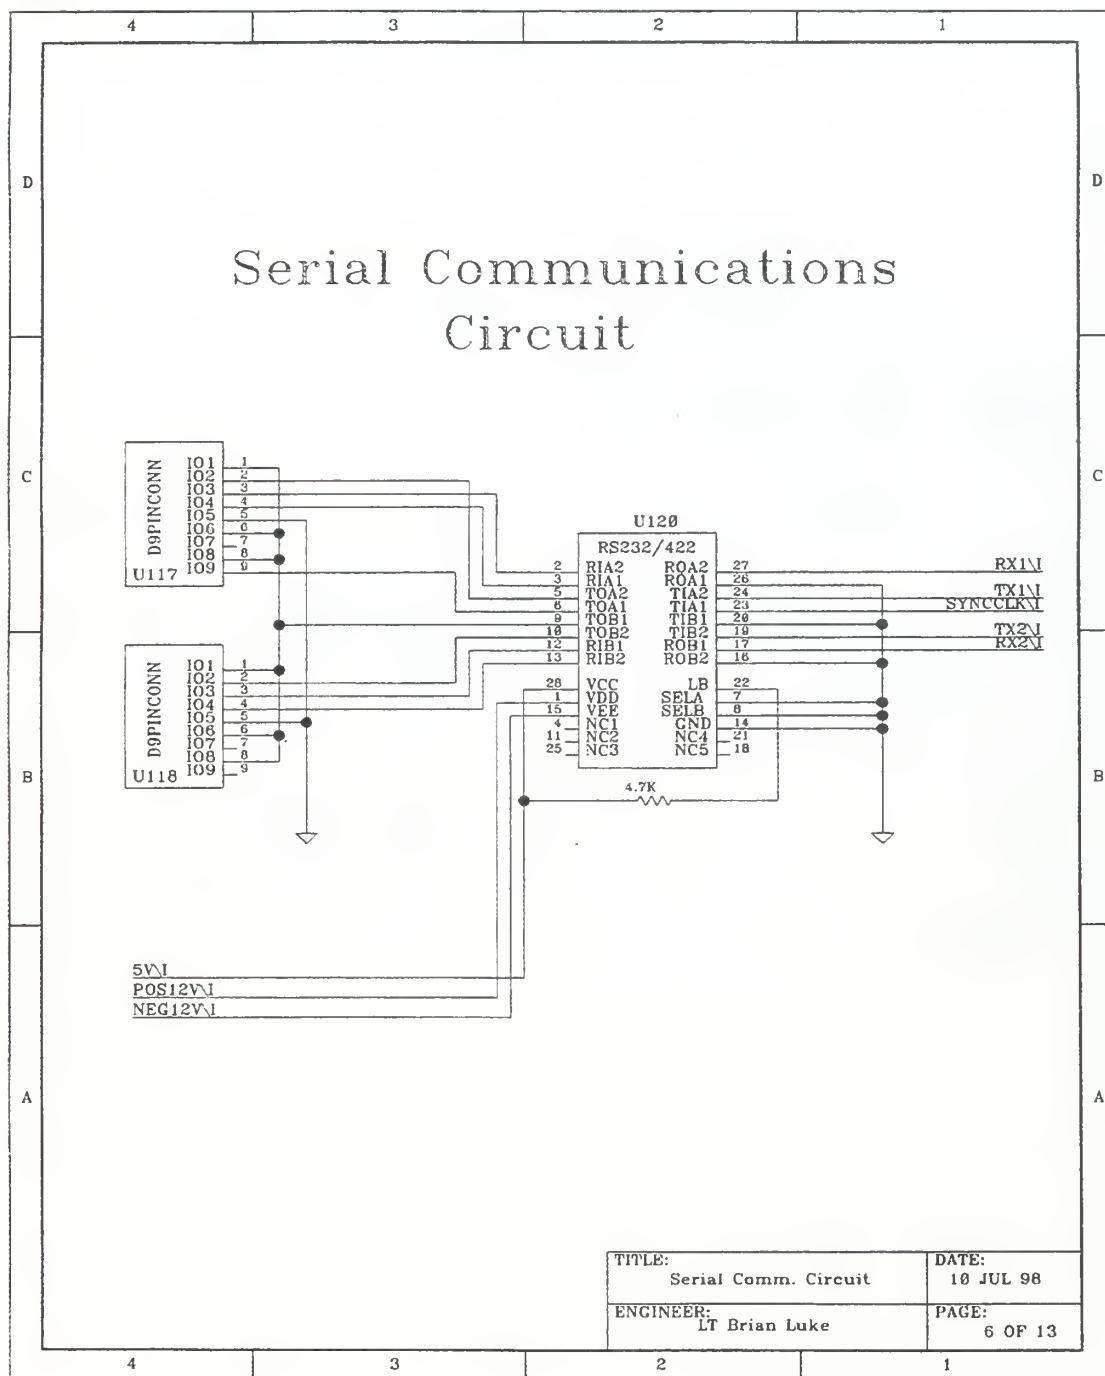 4 3 2 1
D D
Serial Communications
Circuit
C C
D9PINCONN
IO1 1
IO2 2
IO3 3
IO4 4
IO5 5
IO6 6
IO7 7
IO8 8
IO9 9
U117
U120
RS232/422
2 RIA2 ROA2 27 RX1\I
3 RIA1 ROA1 26
5 TOA2 TIA2 24 TX1\I
6 TOA1 TIA1 23 SYNCCLK\I
9 TOB1 TIB1 20
10 TOB2 TIB2 19 TX2\I
12 RIB1 ROB1 17 RX2\I
13 RIB2 ROB2 16
28 VCC LB 22
1 VDD SELA 7
15 VEE SELB 8
4 NC1 GND 14
11 NC2 NC4 21
25 NC3 NC5 18
4.7K
D9PINCONN
IO1 1
IO2 2
IO3 3
IO4 4
IO5 5
IO6 6
IO7 7
IO8 8
IO9 9
U118
B B
5V\I
POS12V\I
NEG12V\I
A A
TITLE:
Serial Comm. Circuit
DATE:
10 JUL 98
ENGINEER:
LT Brian Luke
PAGE:
6 OF 13
4 3 2 1